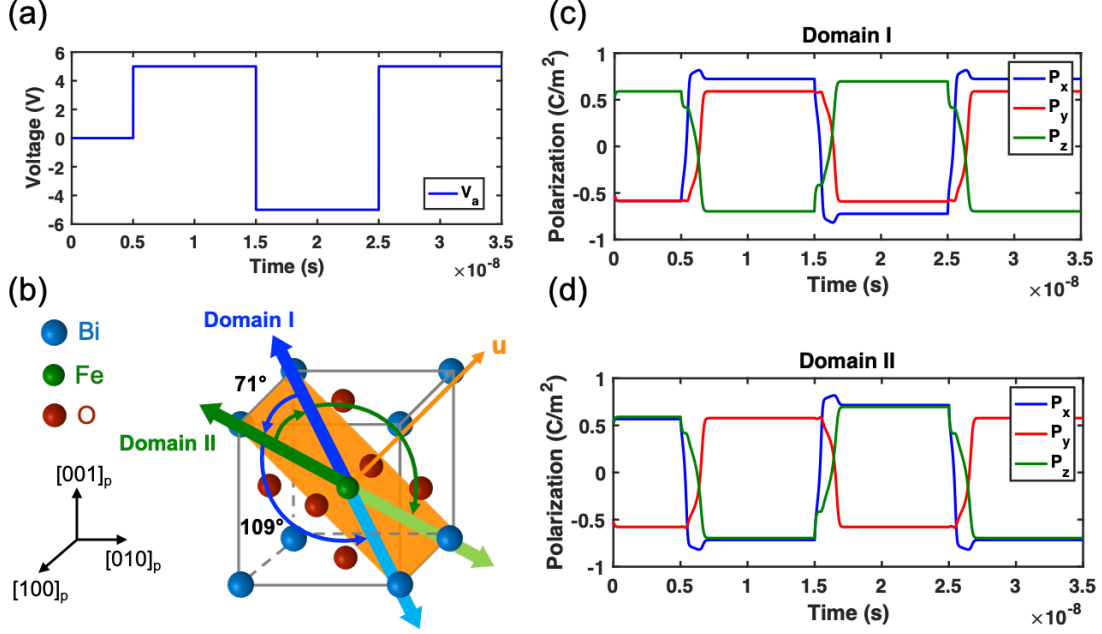 (a)
Voltage (V)
6
4
2
0
-2
-4
-6
V_a
0 0.5 1 1.5 2 2.5 3 3.5
Time (s)
×10^-8
(b)
Bi
Fe
O
Domain I
u
71°
Domain II
109°
[001]_p
[010]_p
[100]_p
(c)
Domain I
Polarization (C/m^2)
1
0.5
0
-0.5
-1
P_x
P_y
P_z
0 0.5 1 1.5 2 2.5 3 3.5
Time (s)
×10^-8
(d)
Domain II
Polarization (C/m^2)
1
0.5
0
-0.5
-1
P_x
P_y
P_z
0 0.5 1 1.5 2 2.5 3 3.5
Time (s)
×10^-8